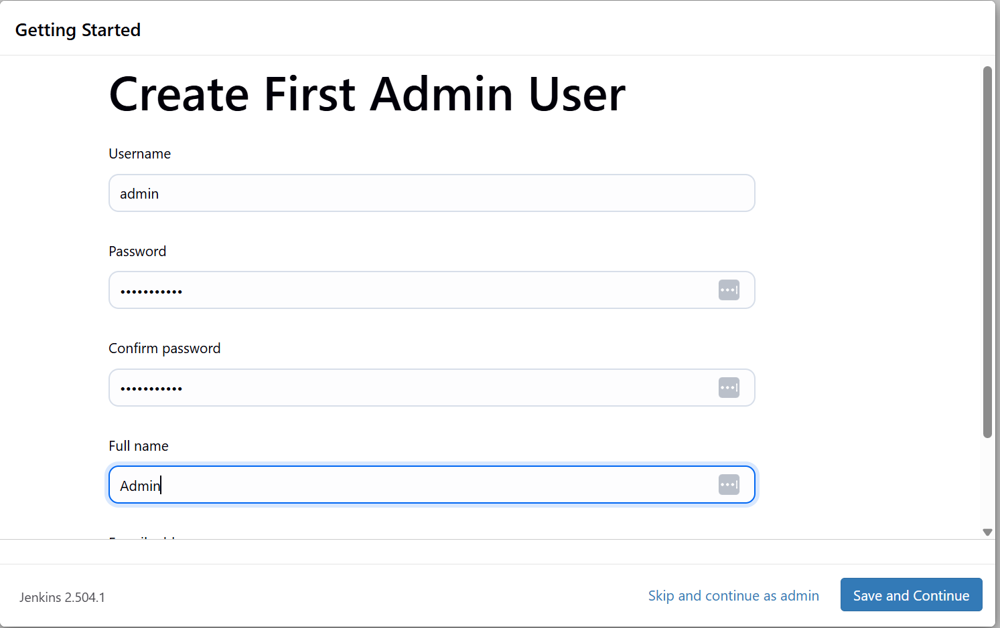 Getting Started
Create First Admin User
Username
admin
Password
•••••••••••
Confirm password
•••••••••••
Full name
Admin
Jenkins 2.504.1
Skip and continue as admin
Save and Continue